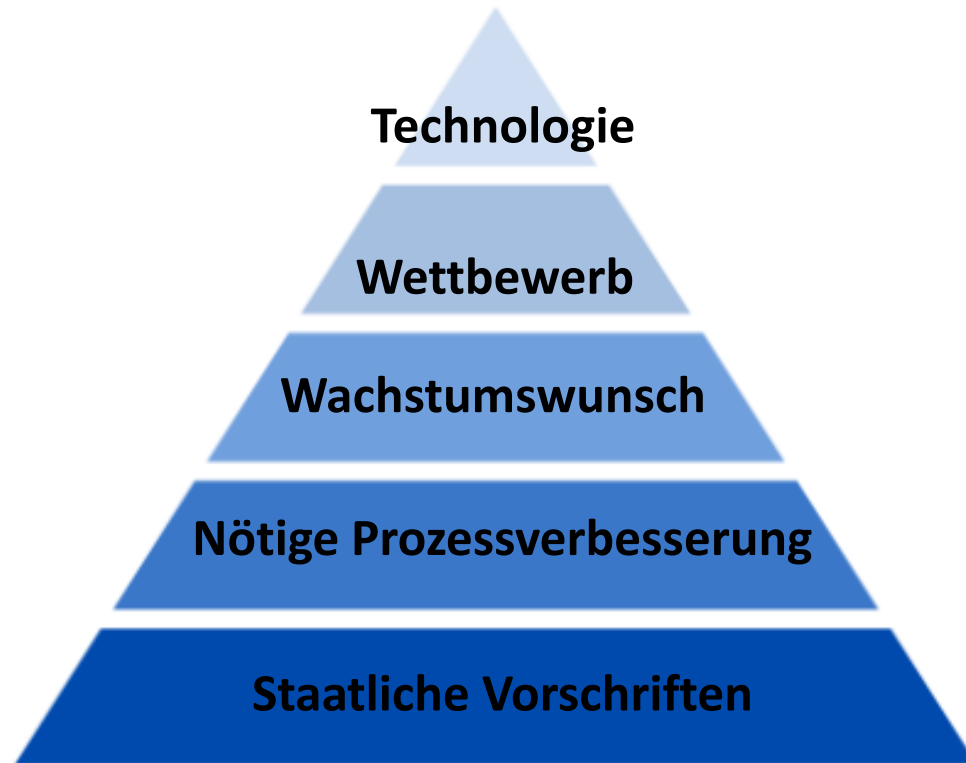 Technologie
Wettbewerb
Wachstumswunsch
Nötige Prozessverbesserung
Staatliche Vorschriften